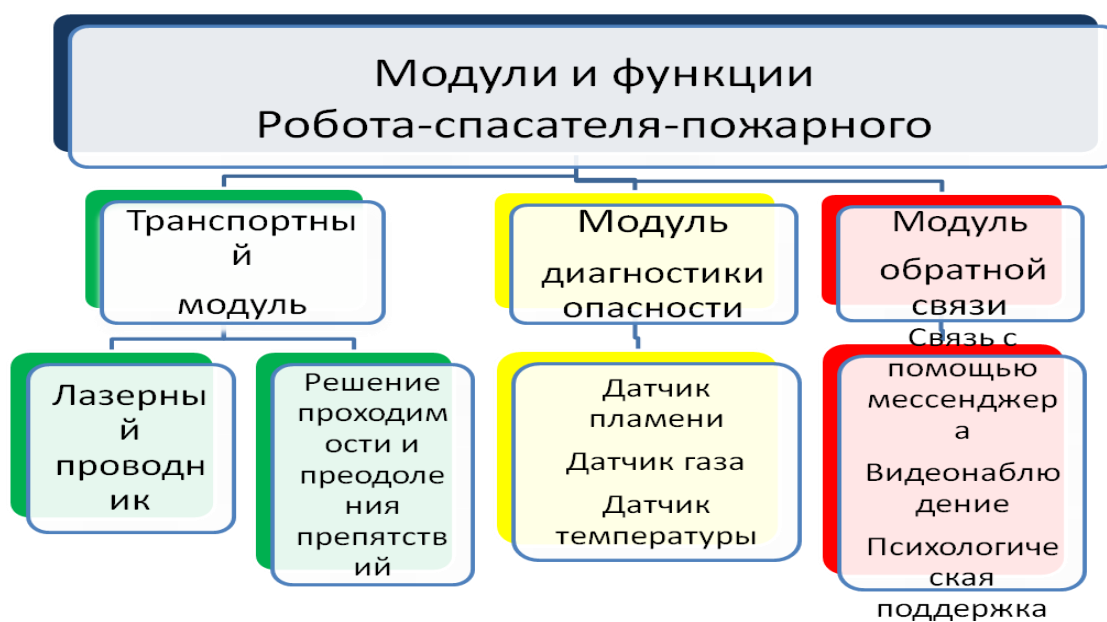 Модули и функции
Робота-спасателя-пожарного
Транспортны
й
модуль
Модуль
диагностики
опасности
Модуль
обратной
связи
Лазерны
й
проводн
ик
Решение
проходим
ости и
преодоле
ния
препятств
ий
Датчик
пламени
Датчик газа
Датчик
температуры
Связь с
помощью
мессенджер
а
Видеонаблю
дение
Психологиче
ская
поддержка